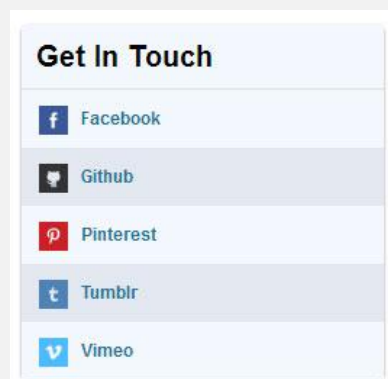 Get In Touch
Facebook
Github
Pinterest
Tumblr
Vimeo